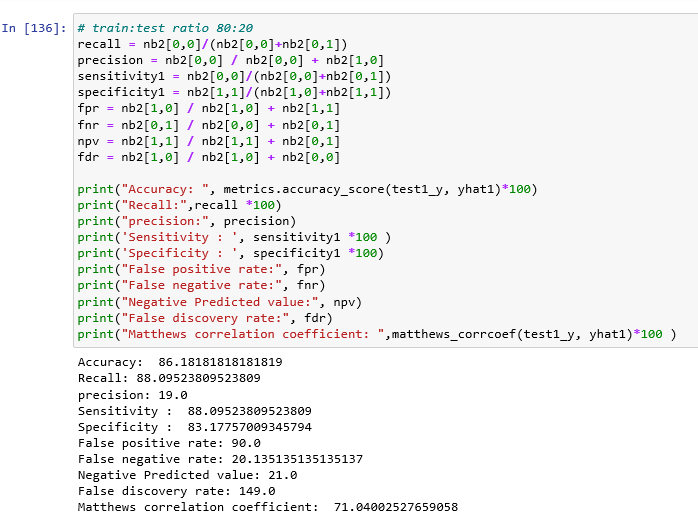 In [136]: # train:test ratio 80:20
recall = nb2[0,0]/(nb2[0,0]+nb2[0,1])
precision = nb2[0,0] / nb2[0,0] + nb2[1,0]
sensitivity1 = nb2[0,0]/(nb2[0,0]+nb2[0,1])
specificity1 = nb2[1,1]/(nb2[1,0]+nb2[1,1])
fpr = nb2[1,0] / nb2[1,0] + nb2[1,1]
fnr = nb2[0,1] / nb2[0,0] + nb2[0,1]
npv = nb2[1,1] / nb2[1,1] + nb2[0,1]
fdr = nb2[1,0] / nb2[1,0] + nb2[0,0]
print("Accuracy: ", metrics.accuracy_score(test1_y, yhat1)*100)
print("Recall:",recall *100)
print("precision:", precision)
print('Sensitivity : ', sensitivity1 *100 )
print('Specificity : ', specificity1 *100)
print("False positive rate:", fpr)
print("False negative rate:", fnr)
print("Negative Predicted value:", npv)
print("False discovery rate:", fdr)
print("Matthews correlation coefficient: ",matthews_corrcoef(test1_y, yhat1)*100 )
Accuracy:  86.18181818181819
Recall: 88.09523809523809
precision: 19.0
Sensitivity :  88.09523809523809
Specificity :  83.17757009345794
False positive rate: 90.0
False negative rate: 20.135135135135137
Negative Predicted value: 21.0
False discovery rate: 149.0
Matthews correlation coefficient:  71.04002527659058